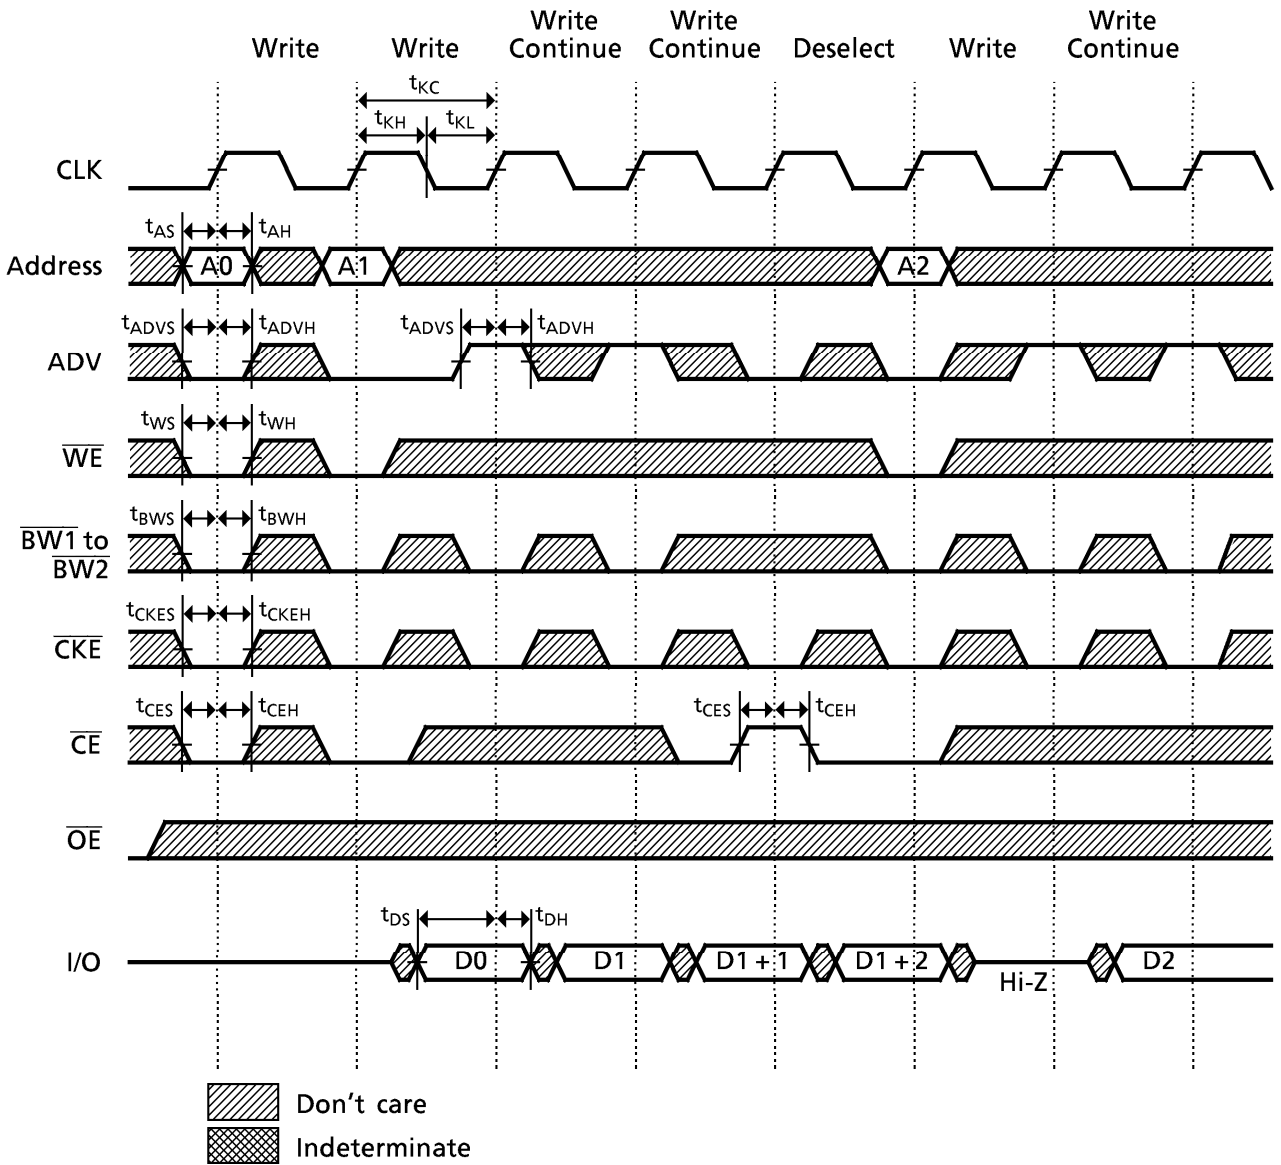 Write Write Write
Write Write Continue Continue Deselect Write Continue
tKC
tKH tKL
CLK
tAS tAH
Address A0 A1 A2
tADVS tADVH tADVS tADVH
ADV
tWS tWH
WE
tBWS tBWH
BW1 to
BW2
tCKES tCKEH
CKE
tCES tCEH tCES tCEH
CE
OE
tDS tDH
I/O D0 D1 D1 + 1 D1 + 2 D2
Hi-Z
Don't care
Indeterminate